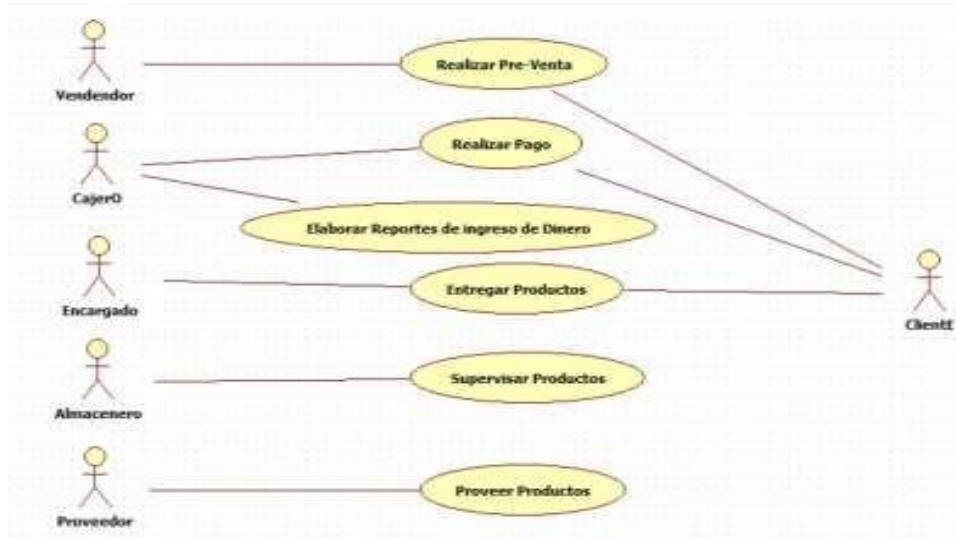 Realizar Pre-Venta
Vendendor
Realizar Pago
CajerO
Elaborar Reportes de ingreso de Dinero
Entregar Productos
Encargado
ClientE
Supervisar Productos
Almacenero
Proveer Productos
Proveedor